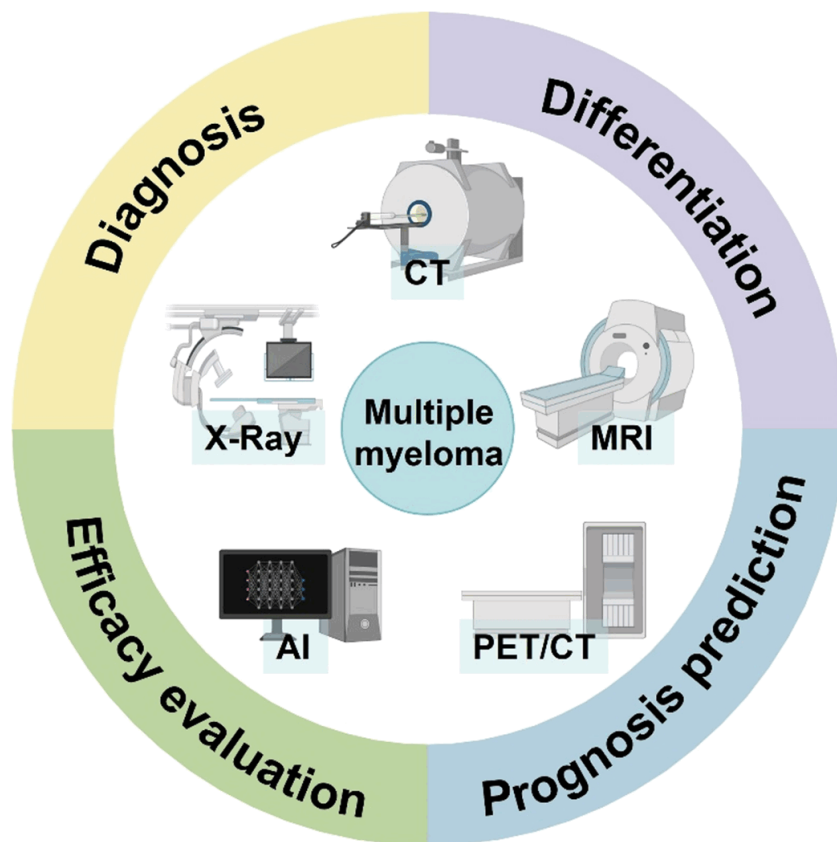 Diagnosis
Differentiation
CT
X-Ray
Multiple
myeloma
MRI
AI
PET/CT
Efficacy evaluation
Prognosis prediction